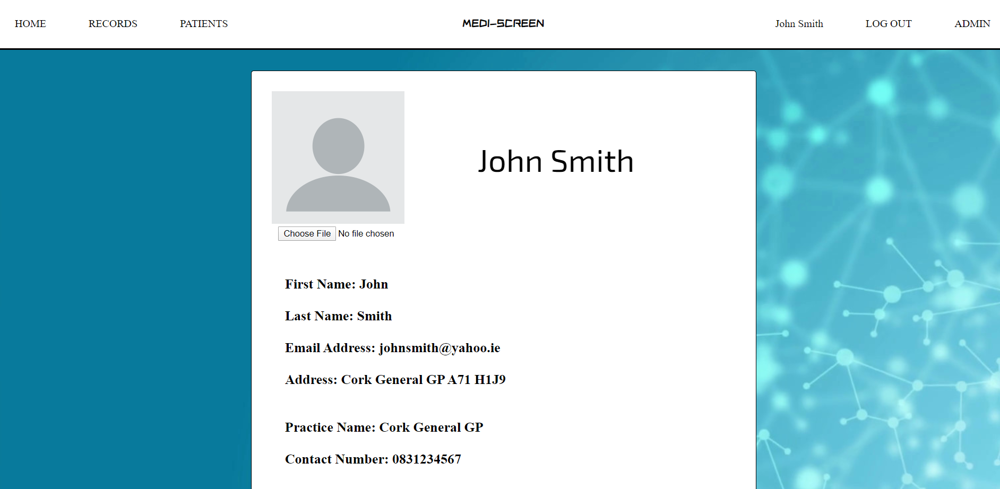 HOME RECORDS PATIENTS MEDI-SCREEN John Smith LOG OUT ADMIN
John Smith
Choose File No file chosen
First Name: John
Last Name: Smith
Email Address: johnsmith@yahoo.ie
Address: Cork General GP A71 H1J9
Practice Name: Cork General GP
Contact Number: 0831234567